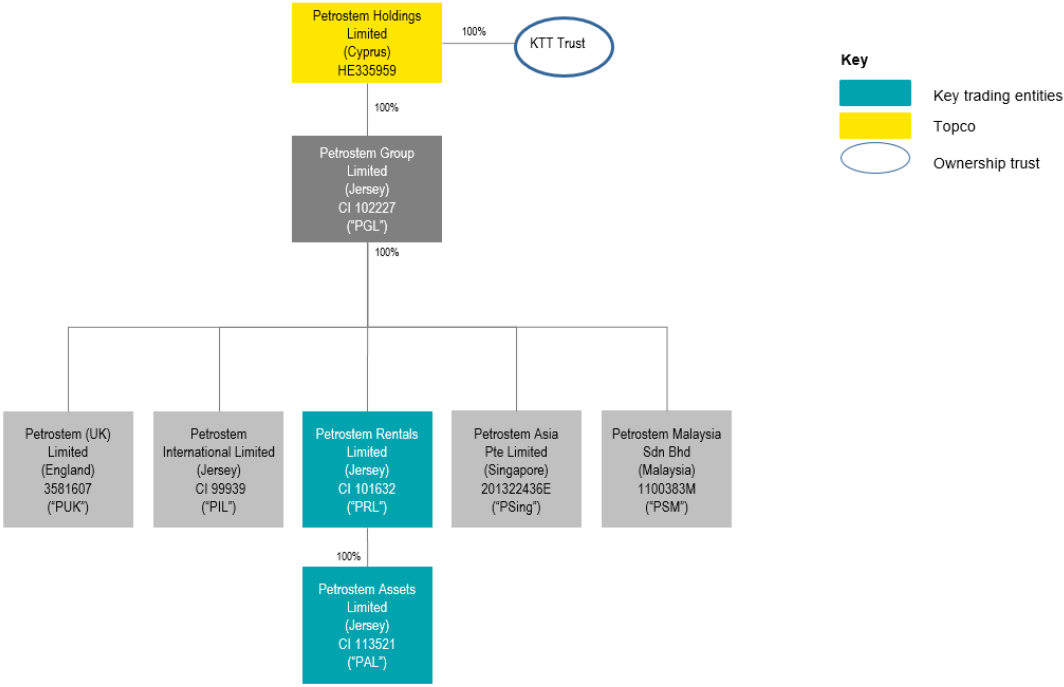 Petrostem Holdings
Limited
(Cyprus)
HE335959
100%
KTT Trust
Key
Key trading entities
Topco
Ownership trust
100%
Petrostem Group
Limited
(Jersey)
CI 102227
("PGL")
100%
Petrostem (UK)
Limited
(England)
3581607
("PUK")
Petrostem
International Limited
(Jersey)
CI 99939
("PIL")
Petrostem Rentals
Limited
(Jersey)
CI 101632
("PRL")
Petrostem Asia
Pte Limited
(Singapore)
201322436E
("PSing")
Petrostem Malaysia
Sdn Bhd
(Malaysia)
1100383M
("PSM")
100%
Petrostem Assets
Limited
(Jersey)
CI 113521
("PAL")